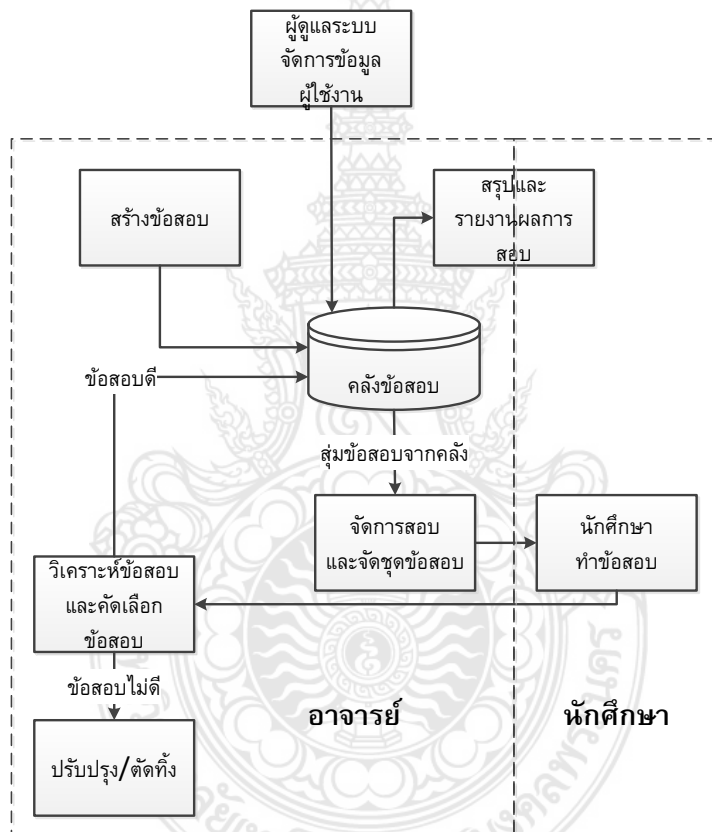 ผู้ดูแลระบบ
จัดการข้อมูล
ผู้ใช้งาน
สร้างข้อสอบ
สรุปและ
รายงานผลการ
สอบ
คลังข้อสอบ
ข้อสอบดี
สุ่มข้อสอบจากคลัง
จัดการสอบ
และจัดชุดข้อสอบ
นักศึกษา
ทำข้อสอบ
วิเคราะห์ข้อสอบ
และคัดเลือก
ข้อสอบ
ข้อสอบไม่ดี
ปรับปรุง/ตัดทิ้ง
อาจารย์
นักศึกษา